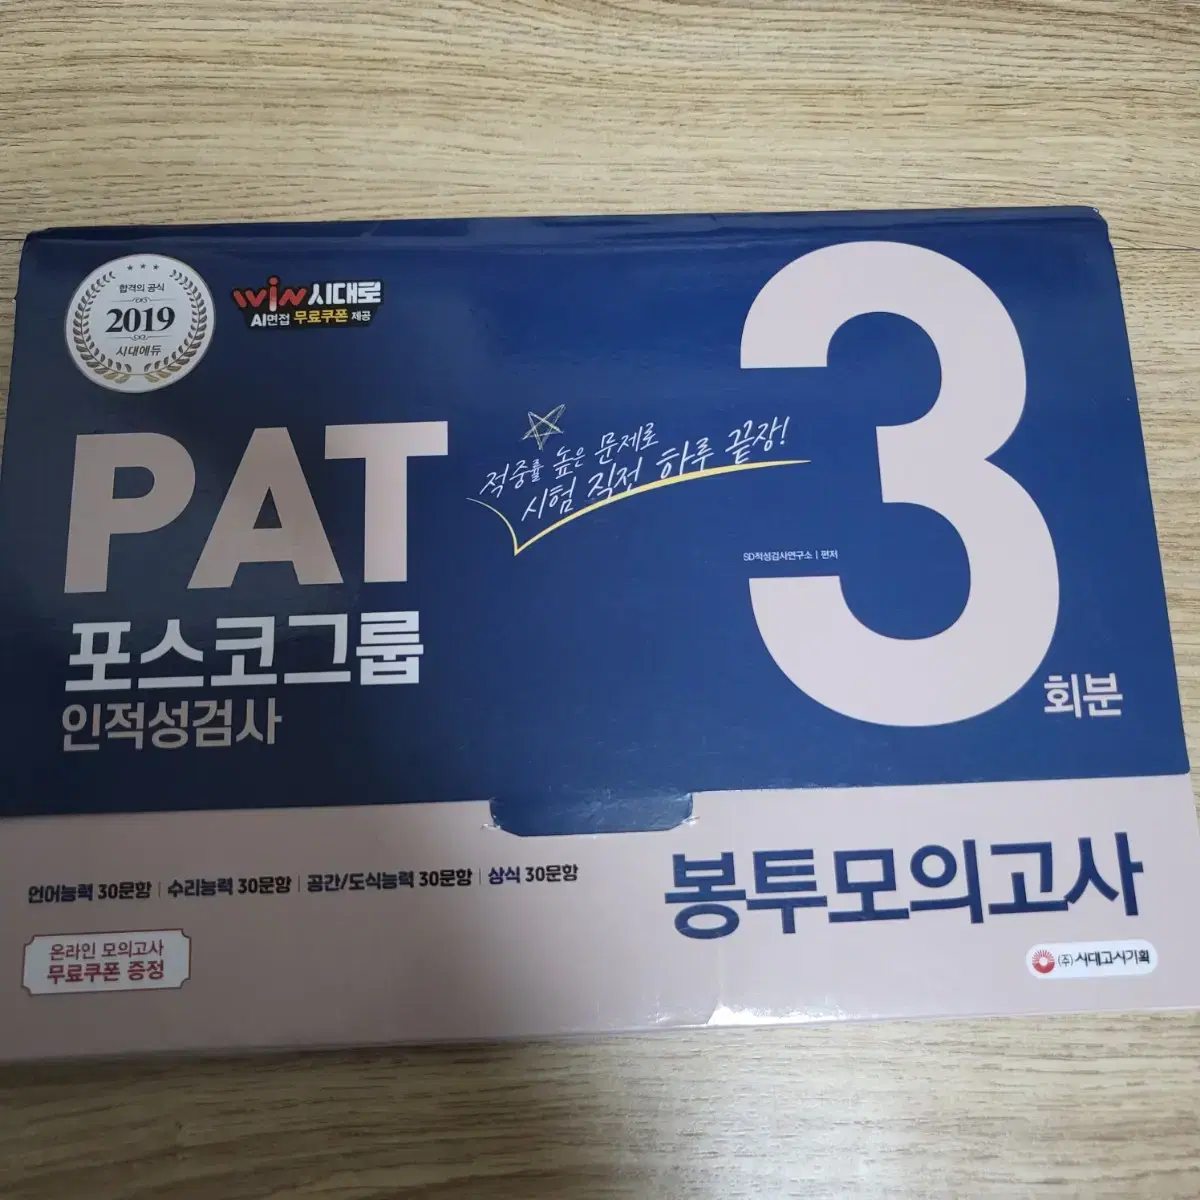 합격의 공식
2019
시대에듀
WIN시대로
AI면접 무료쿠폰 제공
PAT
포스코그룹
인적성검사
적중률 높은 문제로
시험 직전 하루 끝장!
3
회분
SD적성검사연구소 | 편저
언어능력 30문항 | 수리능력 30문항 | 공간/도식능력 30문항 | 상식 30문항
온라인 모의고사
무료쿠폰 증정
봉투모의고사
(주)시대고시기획